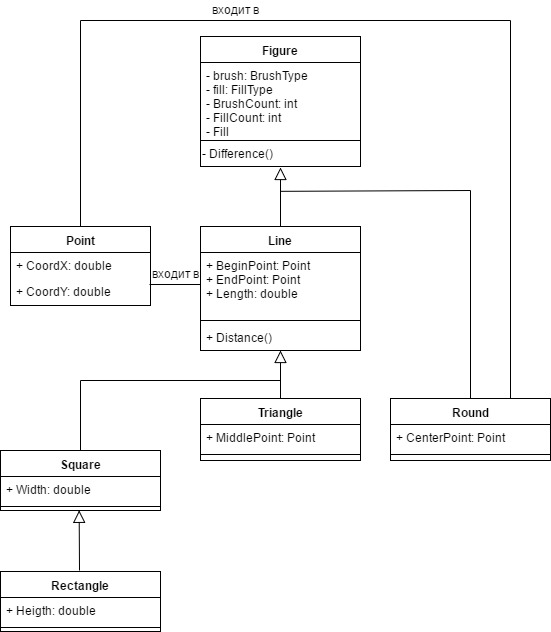 входит в
Figure
- brush: BrushType
- fill: FillType
- BrushCount: int
- FillCount: int
- Fill
- Difference()
Point
+ CoordX: double
+ CoordY: double
входит в
Line
+ BeginPoint: Point
+ EndPoint: Point
+ Length: double
+ Distance()
Triangle
+ MiddlePoint: Point
Round
+ CenterPoint: Point
Square
+ Width: double
Rectangle
+ Heigth: double